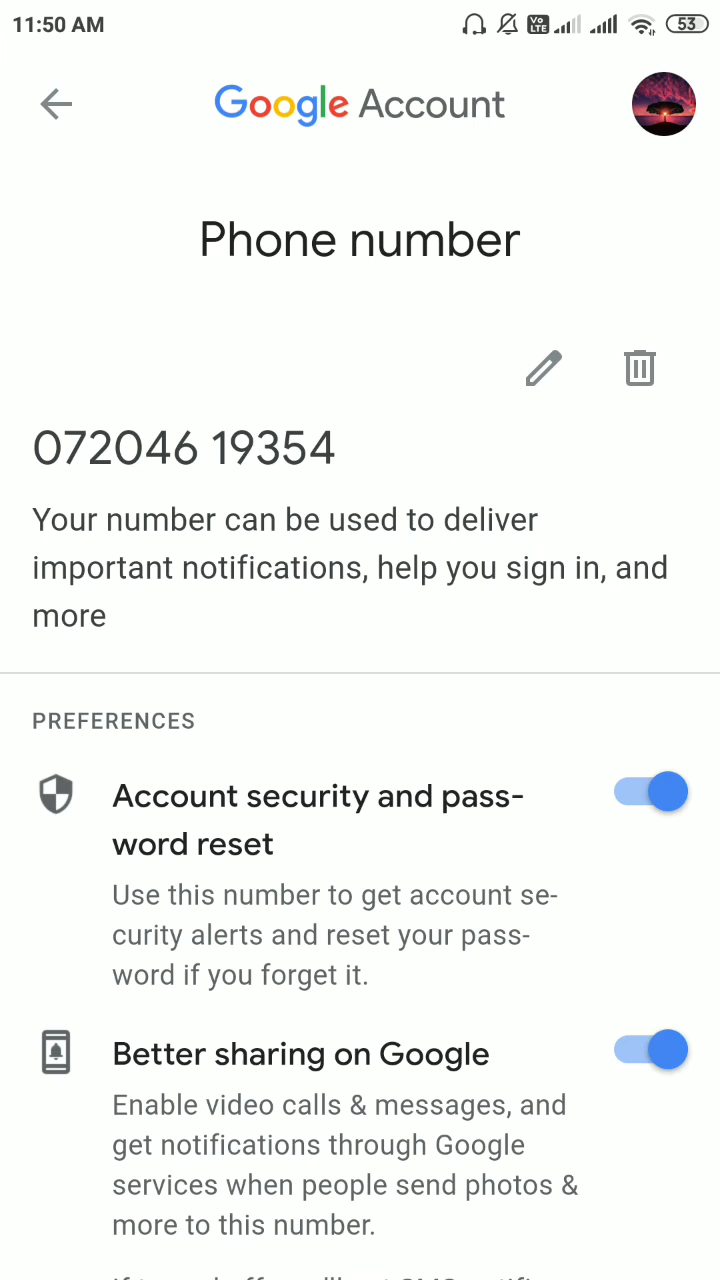 11:50 AM
Vo LTE
53
Google Account
Phone number
072046 19354
Your number can be used to deliver
important notifications, help you sign in, and
more
PREFERENCES
Account security and pass-
word reset
Use this number to get account se-
curity alerts and reset your pass-
word if you forget it.
Better sharing on Google
Enable video calls & messages, and
get notifications through Google
services when people send photos &
more to this number.